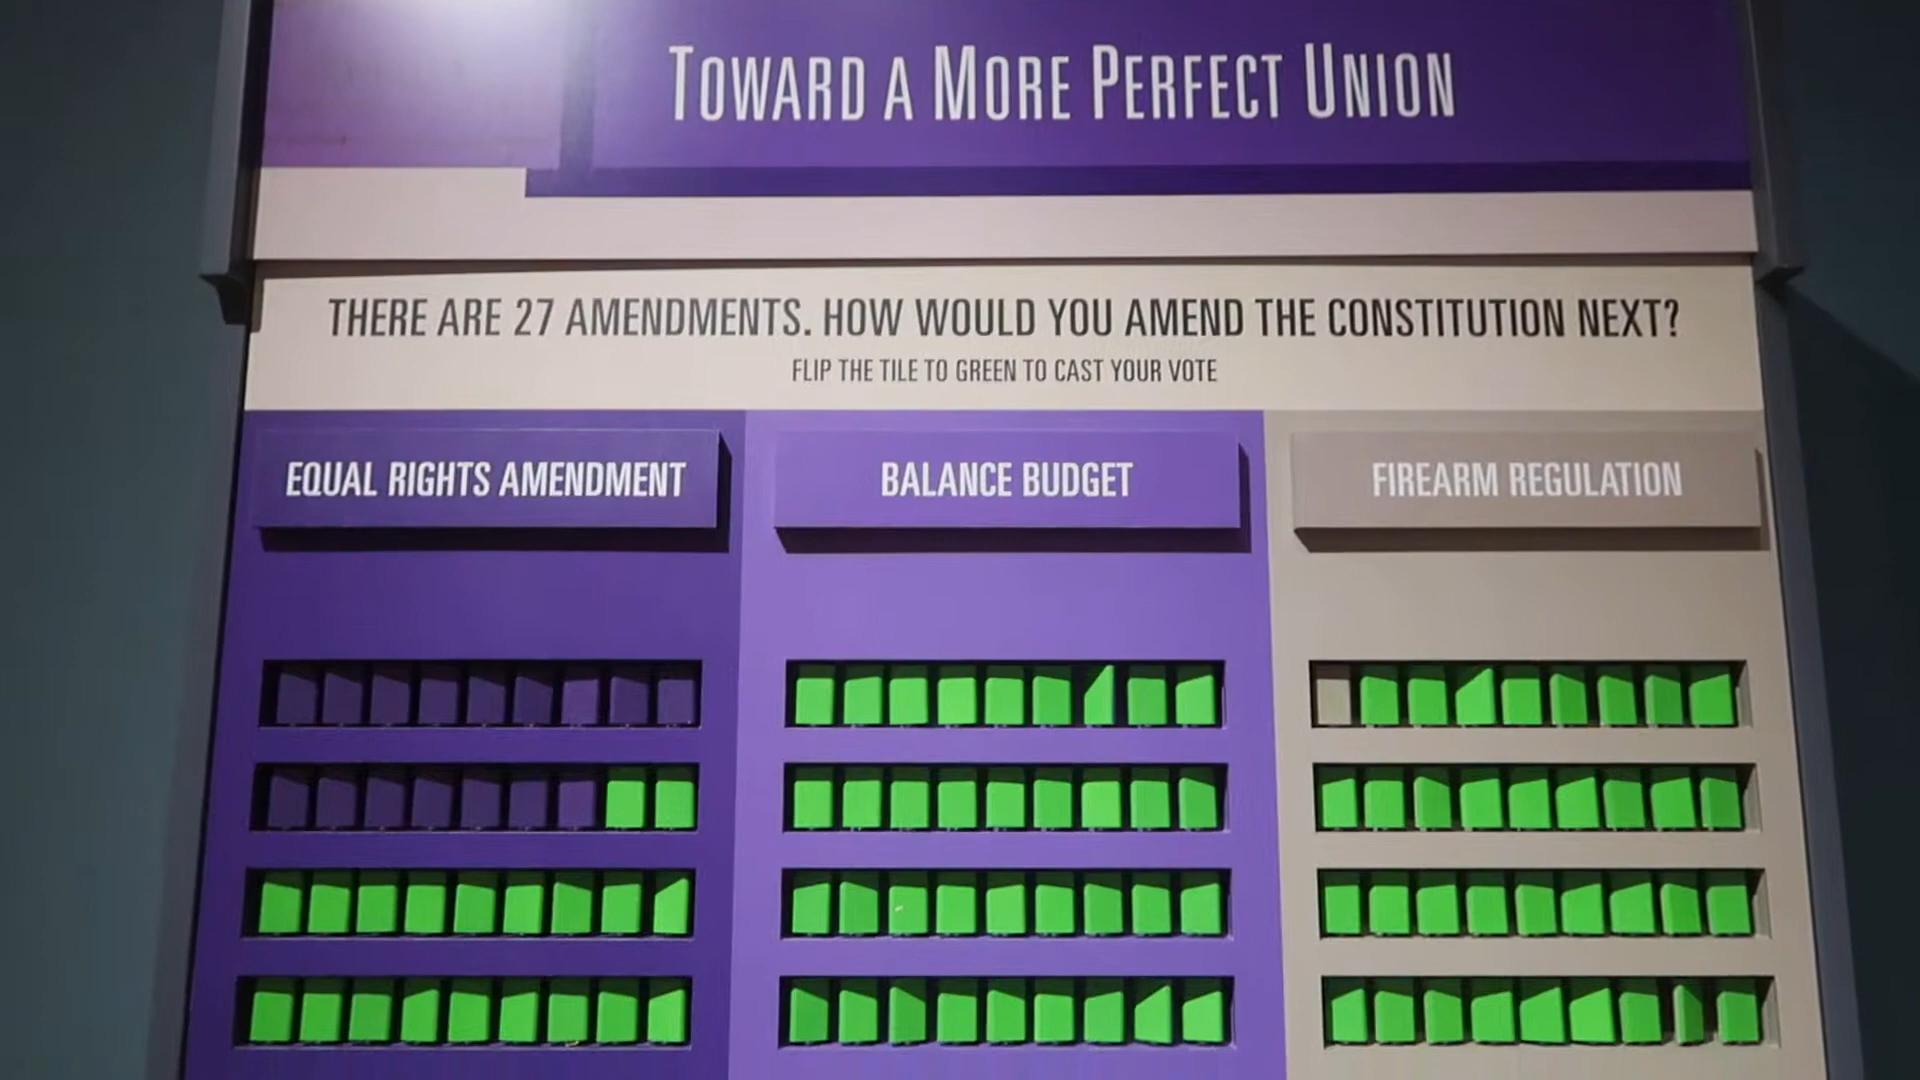 TOWARD A MORE PERFECT UNION
THERE ARE 27 AMENDMENTS. HOW WOULD YOU AMEND THE CONSTITUTION NEXT?
FLIP THE TILE TO GREEN TO CAST YOUR VOTE
EQUAL RIGHTS AMENDMENT
BALANCE BUDGET
FIREARM REGULATION